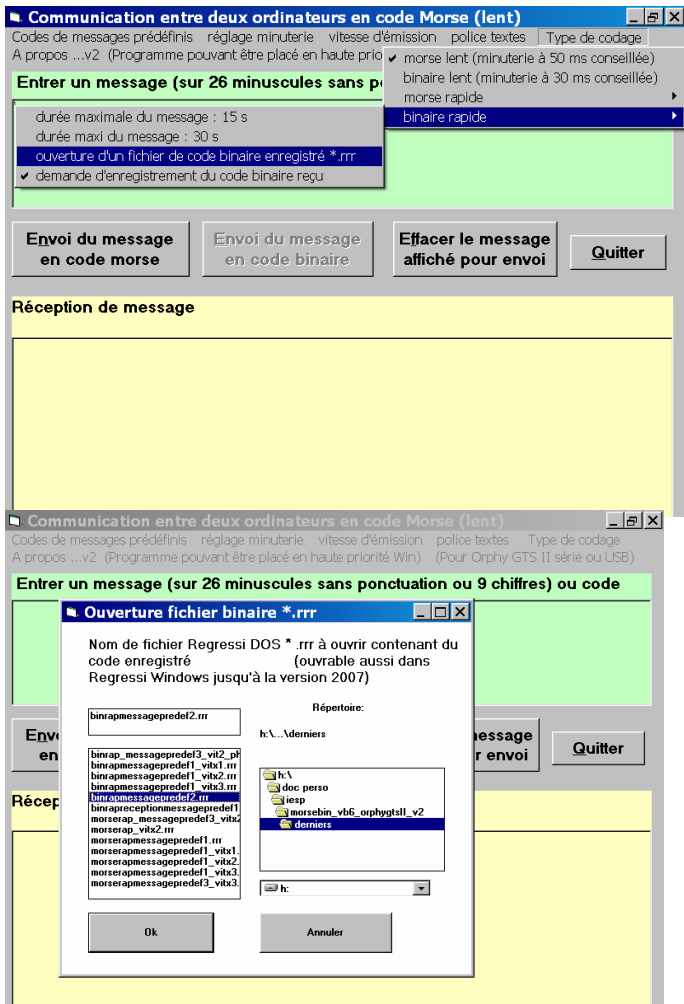 Communication entre deux ordinateurs en code Morse (lent)
Codes de messages prédéfinis réglage minuterie vitesse d'émission police textes Type de codage
A propos ...v2 (Programme pouvant être placé en haute prio
morse lent (minuterie à 50 ms conseillée)
binaire lent (minuterie à 30 ms conseillée)
morse rapide
binaire rapide
Entrer un message (sur 26 minuscules sans p
durée maximale du message : 15 s
durée maxi du message : 30 s
ouverture d'un fichier de code binaire enregistré *.rrr
demande d'enregistrement du code binaire reçu
Envoi du message en code morse
Envoi du message en code binaire
Effacer le message affiché pour envoi
Quitter
Réception de message
Communication entre deux ordinateurs en code Morse (lent)
Codes de messages prédéfinis réglage minuterie vitesse d'émission police textes Type de codage
A propos ...v2 (Programme pouvant être placé en haute priorité Win) (Pour Orphy GTS II série ou USB)
Entrer un message (sur 26 minuscules sans ponctuation ou 9 chiffres) ou code
Ouverture fichier binaire *.rrr
Nom de fichier Regressi DOS * .rrr à ouvrir contenant du
code enregistré (ouvrable aussi dans
Regressi Windows jusqu'à la version 2007)
binrapmessagepredef2.rrr
Répertoire:
h:\...\derniers
binrap_messagepredef3_vit2_pl
binrapmessagepredef1_vitx1.rrr
binrapmessagepredef1_vitx2.rrr
binrapmessagepredef1_vitx3.rrr
binrapmessagepredef2.rrr
binrapreceptionmessagepredef1
morserap_messagepredef3_vitx2
morserap_vitx2.rrr
morserapmessagepredef1.rrr
morserapmessagepredef1_vitx1.
morserapmessagepredef1_vitx2.
morserapmessagepredef1_vitx3.
morserapmessagepredef3_vitx3.
h:\
doc perso
iesp
morsebin_vb6_orphygtsII_v2
derniers
h:
Ok
Annuler
Enve
en
essage
r envoi
Quitter
Récep